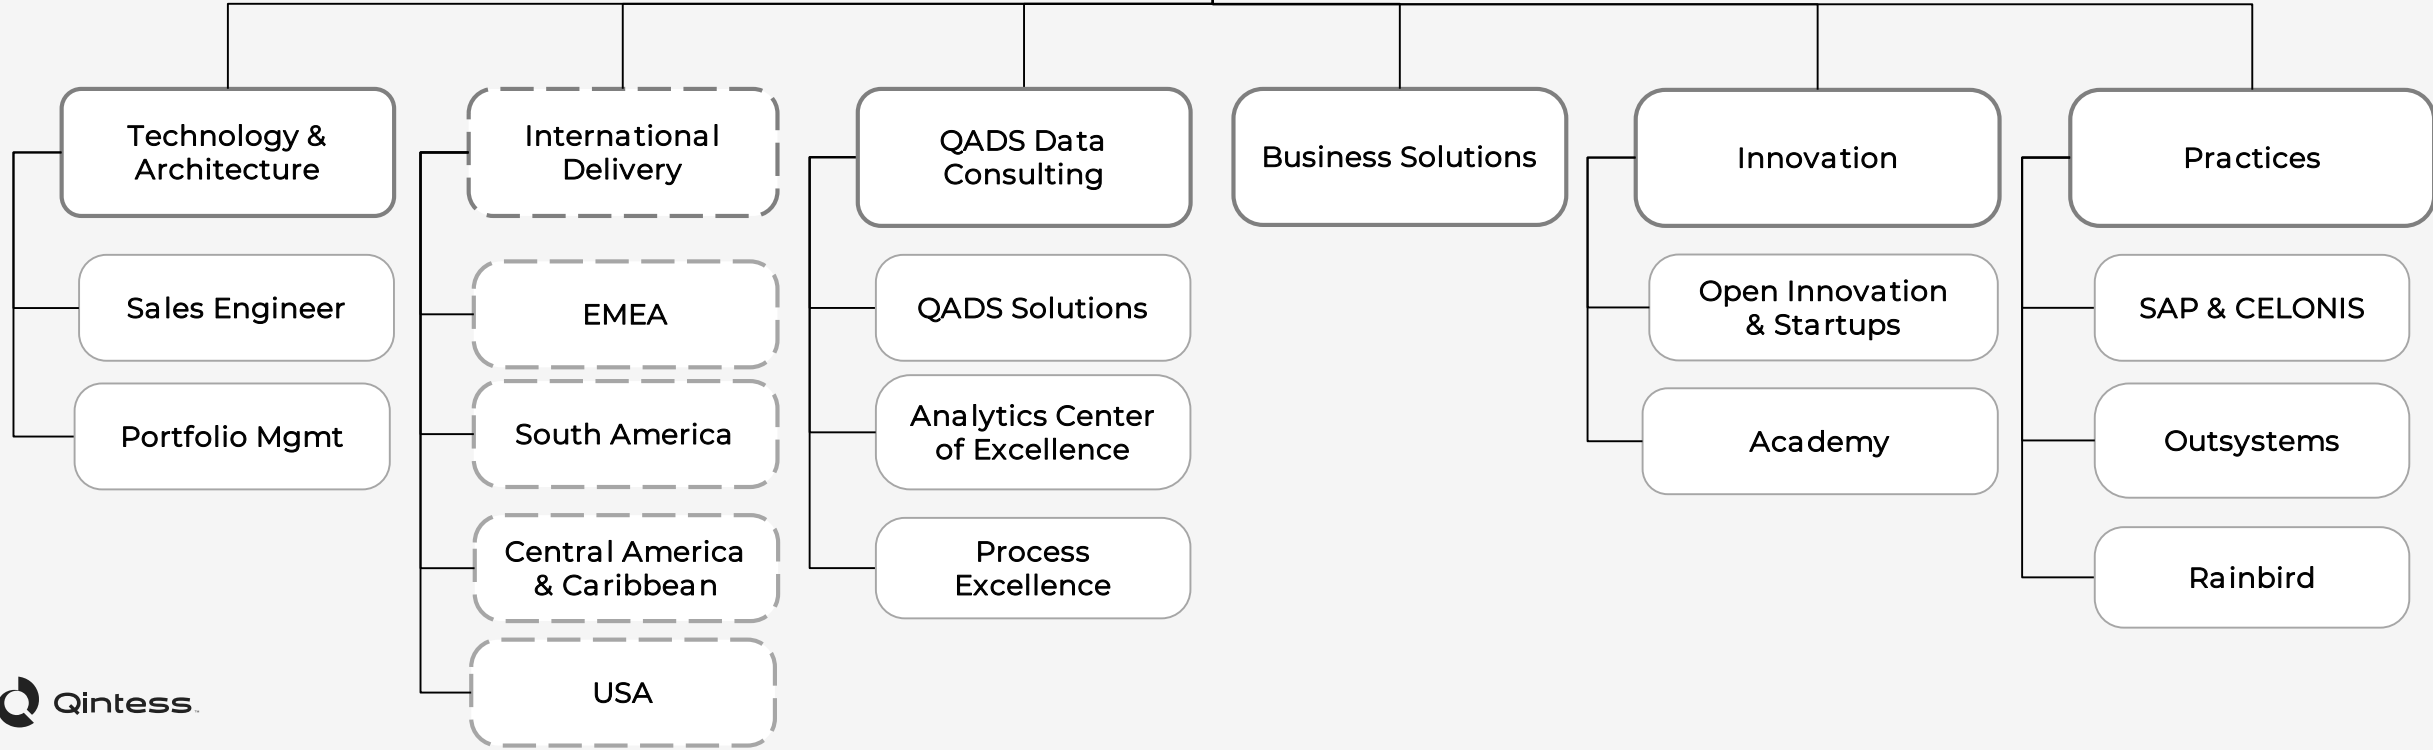 Technology &
Architecture
Sales Engineer
Portfolio Mgmt
International
Delivery
EMEA
South America
Central America
& Caribbean
USA
QADS Data
Consulting
QADS Solutions
Analytics Center
of Excellence
Process
Excellence
Business Solutions
Innovation
Open Innovation
& Startups
Academy
Practices
SAP & CELONIS
Outsystems
Rainbird
Qintess